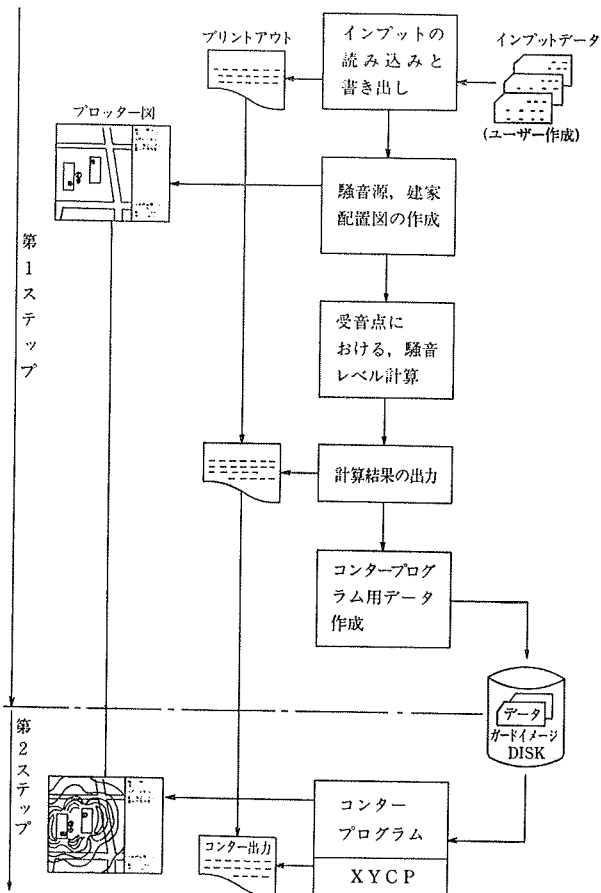 プリントアウト
インプットの
読み込みと
書き出し
インプットデータ
(ユーザー作成)
プロッター図
騒音源，建家
配置図の作成
第1ステップ
受音点に
おける，騒音
レベル計算
計算結果の出力
コンタープログ
ラム用データ
作成
データ
ガードイメージ
DISK
第2ステップ
コンター
プログラム
XYCP
コンター出力